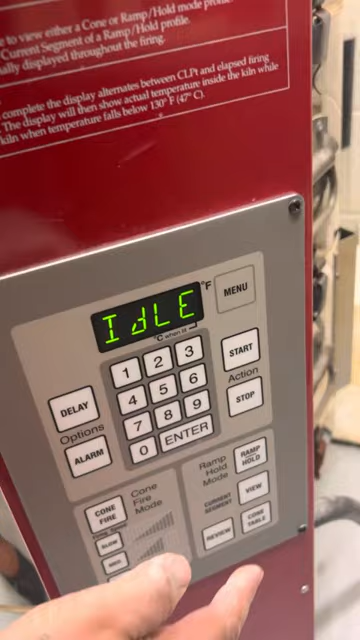 to view either a Cone or Ramp/Hold mode profile.
Current Segment of a Ramp/Hold profile.
ally displayed throughout the firing.
complete the display alternates between CLPt and elapsed firing
The display will then show actual temperature inside the kiln while
kiln when temperature falls below 130° F (47° C).
IdLE
°F
°C when lit
MENU
1 2 3
4 5 6
7 8 9
0 ENTER
START
Action
STOP
DELAY
Options
ALARM
CONE FIRE
Cone Fire Mode
SLOW
Ramp Hold Mode
RAMP HOLD
VIEW
CURRENT SEGMENT
REVIEW
CONE TABLE